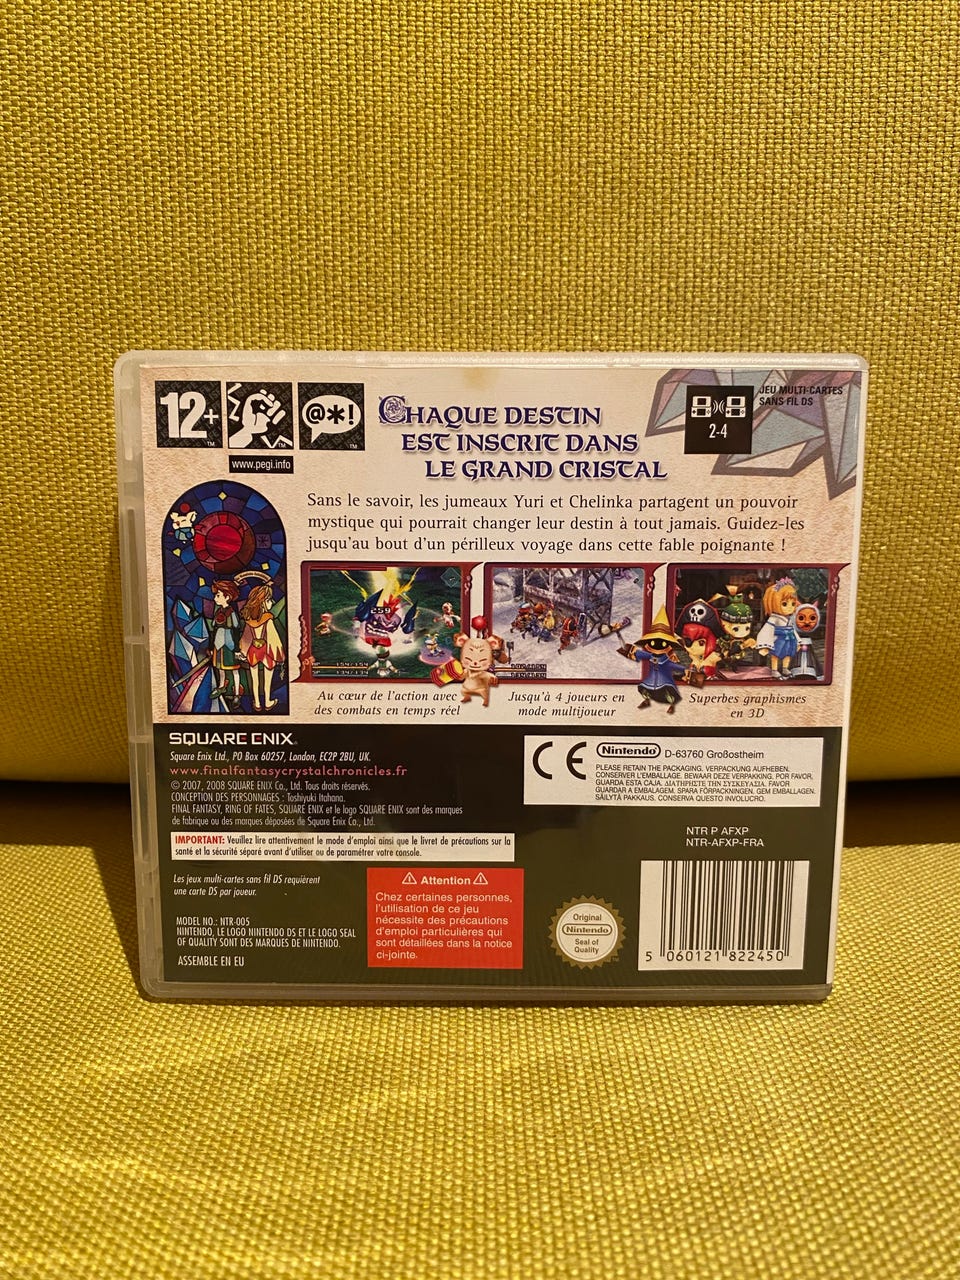 12+
TM
TM
@*!
TM
www.pegi.info
CHAQUE DESTIN
EST INSCRIT DANS
LE GRAND CRISTAL
2-4
JEU MULTI-CARTES
SANS FIL DS
Sans le savoir, les jumeaux Yuri et Chelinka partagent un pouvoir
mystique qui pourrait changer leur destin à tout jamais. Guidez-les
jusqu'au bout d'un périlleux voyage dans cette fable poignante !
259
Au cœur de l'action avec
des combats en temps réel
Jusqu'à 4 joueurs en
mode multijoueur
Superbes graphismes
en 3D
SQUARE ENIX
Square Enix Ltd., PO Box 60257, London, EC2P 2BU, UK.
www.finalfantasycrystalchronicles.fr
© 2007, 2008 SQUARE ENIX Co., Ltd. Tous droits réservés.
CONCEPTION DES PERSONNAGES : Toshiyuki Itahana.
FINAL FANTASY, RING OF FATES, SQUARE ENIX et le logo SQUARE ENIX sont des marques
de fabrique ou des marques déposées de Square Enix Co., Ltd.
CE
Nintendo
D-63760 Großostheim
PLEASE RETAIN THE PACKAGING. VERPACKUNG AUFHEBEN.
CONSERVER L'EMBALLAGE. BEWAAR DEZE VERPAKKING. POR FAVOR,
GUARDA ESTA CAJA. ΔΙΑΤΗΡΗΣΤΕ ΤΗΝ ΣΥΣΚΕΥΑΣΙΑ. FAVOR
GUARDAR A EMBALAGEM. SPARA FÖRPACKNINGEN. GEM EMBALLAGEN.
SÄILYTÄ PAKKAUS. CONSERVA QUESTO INVOLUCRO.
IMPORTANT: Veuillez lire attentivement le mode d'emploi ainsi que le livret de précautions sur la
santé et la sécurité séparé avant d'utiliser ou de paramétrer votre console.
NTR P AFXP
NTR-AFXP-FRA
Les jeux multi-cartes sans fil DS requièrent
une carte DS par joueur.
MODEL NO.: NTR-005
NINTENDO, LE LOGO NINTENDO DS ET LE LOGO SEAL
OF QUALITY SONT DES MARQUES DE NINTENDO.
ASSEMBLE EN EU
Attention
Chez certaines personnes,
l'utilisation de ce jeu
nécessite des précautions
d'emploi particulières qui
sont détaillées dans la notice
ci-jointe.
Original
Nintendo
Seal of
Quality
TM
5 060121 822450